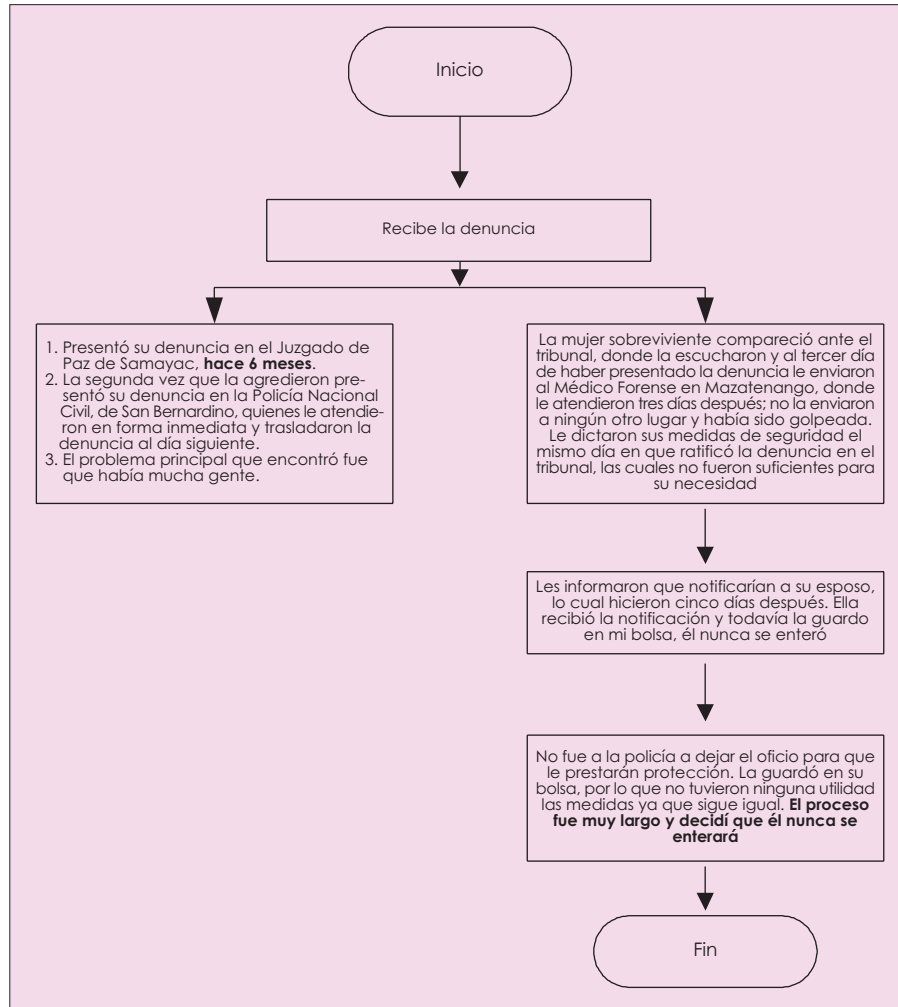 Inicio
Recibe la denuncia
1. Presentó su denuncia en el Juzgado de
Paz de Samayac, hace 6 meses.
2. La segunda vez que la agredieron pre-
sentó su denuncia en la Policía Nacional
Civil, de San Bernardino, quienes le atendie-
ron en forma inmediata y trasladaron la
denuncia al día siguiente.
3. El problema principal que encontró fue
que había mucha gente.
La mujer sobreviviente compareció ante el
tribunal, donde la escucharon y al tercer día
de haber presentado la denuncia le enviaron
al Médico Forense en Mazatenango, donde
le atendieron tres días después; no la enviaron
a ningún otro lugar y había sido golpeada.
Le dictaron sus medidas de seguridad el
mismo día en que ratificó la denuncia en el
tribunal, las cuales no fueron suficientes para
su necesidad
Les informaron que notificarían a su esposo,
lo cual hicieron cinco días después. Ella
recibió la notificación y todavía la guardo
en mi bolsa, él nunca se enteró
No fue a la policía a dejar el oficio para que
le prestarán protección. La guardó en su
bolsa, por lo que no tuvieron ninguna utilidad
las medidas ya que sigue igual. El proceso
fue muy largo y decidí que él nunca se
enterará
Fin